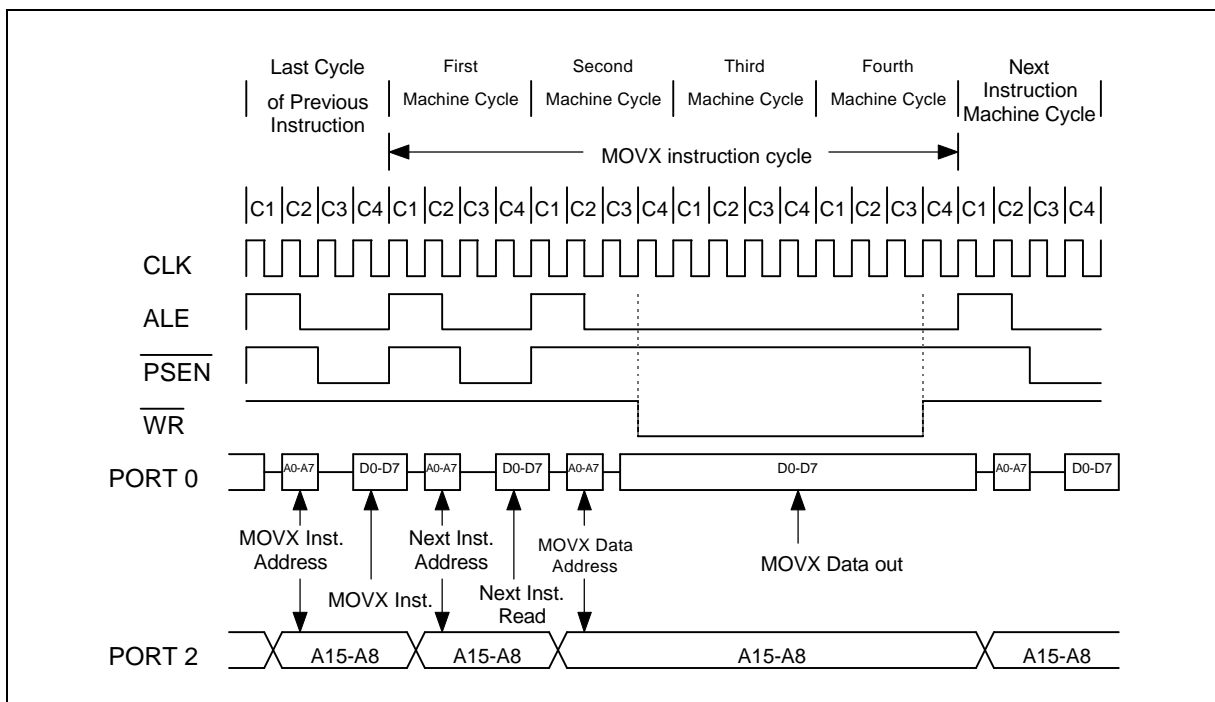 Last Cycle
of Previous
Instruction
First
Machine Cycle
Second
Machine Cycle
Third
Machine Cycle
Fourth
Machine Cycle
Next
Instruction
Machine Cycle
MOVX instruction cycle
C1 C2 C3 C4 C1 C2 C3 C4 C1 C2 C3 C4 C1 C2 C3 C4 C1 C2 C3 C4 C1 C2 C3 C4
CLK
ALE
PSEN
WR
PORT 0
A0-A7 D0-D7 A0-A7 D0-D7 A0-A7 D0-D7 A0-A7 D0-D7
MOVX Inst.
Address
MOVX Inst.
Next Inst.
Address
Next Inst.
Read
MOVX Data
Address
MOVX Data out
PORT 2
A15-A8 A15-A8 A15-A8 A15-A8